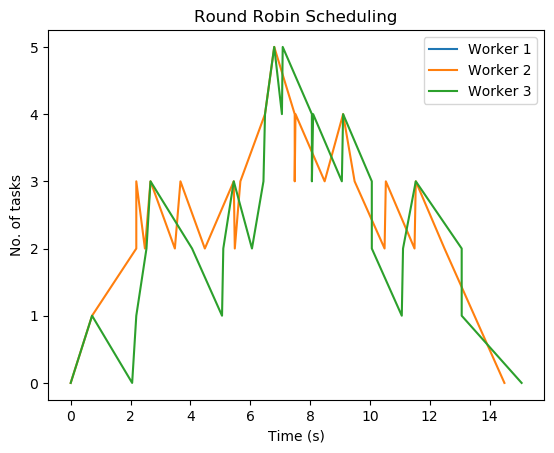 Round Robin Scheduling
Worker 1
Worker 2
Worker 3
No. of tasks
5
4
3
2
1
0
0 2 4 6 8 10 12 14
Time (s)